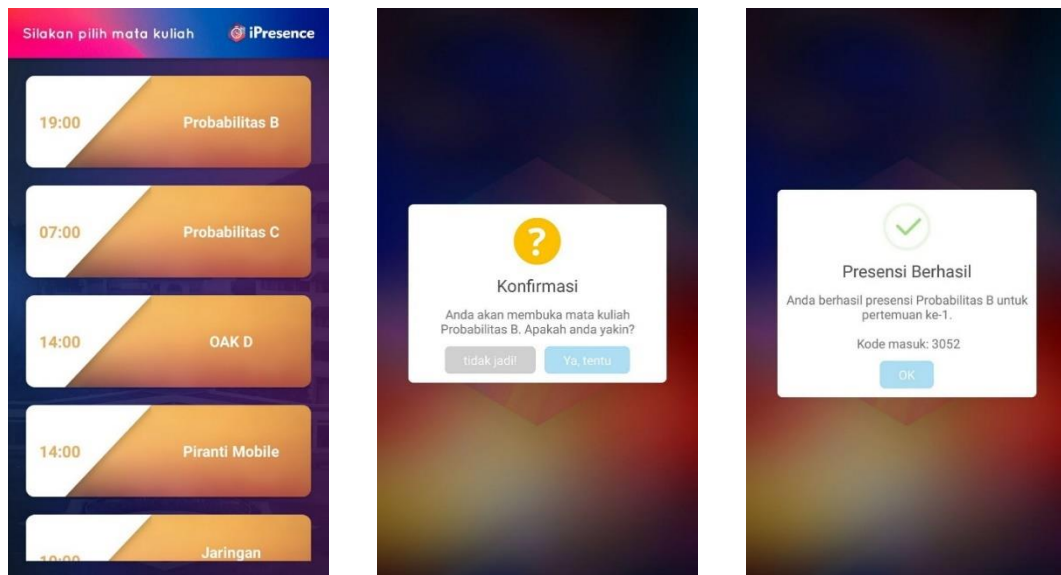 Silakan pilih mata kuliah
iPresence
19:00
Probabilitas B
07:00
Probabilitas C
14:00
OAK D
14:00
Piranti Mobile
Jaringan
?
Konfirmasi
Anda akan membuka mata kuliah
Probabilitas B. Apakah anda yakin?
tidak jadi!
Ya, tentu
Presensi Berhasil
Anda berhasil presensi Probabilitas B untuk
pertemuan ke-1.
Kode masuk: 3052
OK